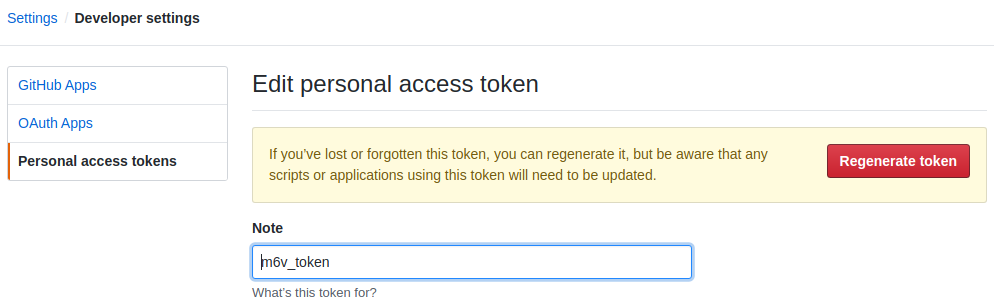 Settings / Developer settings
GitHub Apps
OAuth Apps
Personal access tokens
Edit personal access token
If you've lost or forgotten this token, you can regenerate it, but be aware that any
scripts or applications using this token will need to be updated.
Regenerate token
Note
m6v_token
What's this token for?